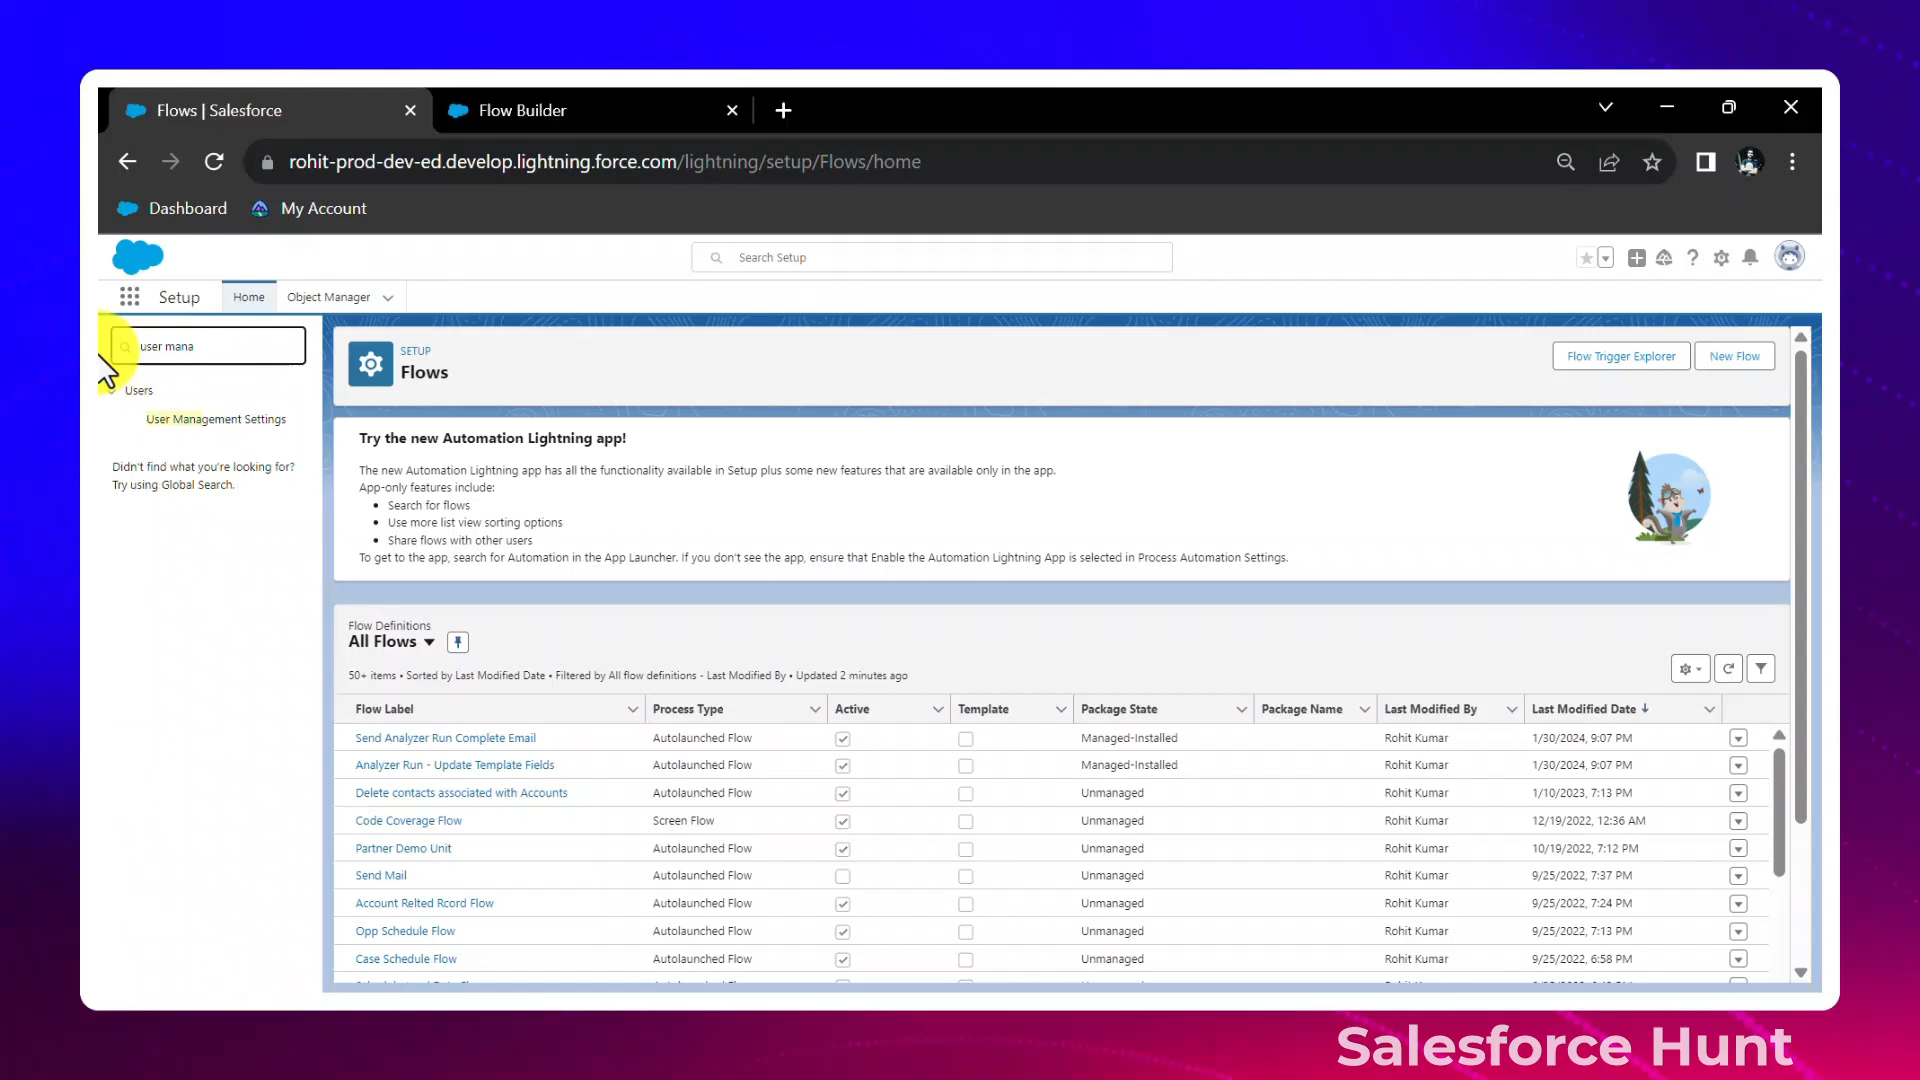 Flows | Salesforce
Flow Builder
rohit-prod-dev-ed.develop.lightning.force.com/lightning/setup/Flows/home
Dashboard
My Account
Search Setup
Setup
Home
Object Manager
user mana
Users
User Management Settings
Didn't find what you're looking for?
Try using Global Search.
SETUP
Flows
Flow Trigger Explorer
New Flow
Try the new Automation Lightning app!
The new Automation Lightning app has all the functionality available in Setup plus some new features that are available only in the app.
App-only features include:
Search for flows
Use more list view sorting options
Share flows with other users
To get to the app, search for Automation in the App Launcher. If you don't see the app, ensure that Enable the Automation Lightning App is selected in Process Automation Settings.
Flow Definitions
All Flows
50+ items • Sorted by Last Modified Date • Filtered by All flow definitions - Last Modified By • Updated 2 minutes ago
Flow Label Process Type Active Template Package State Package Name Last Modified By Last Modified Date
Send Analyzer Run Complete Email Autolaunched Flow Managed-Installed Rohit Kumar 1/30/2024, 9:07 PM
Analyzer Run - Update Template Fields Autolaunched Flow Managed-Installed Rohit Kumar 1/30/2024, 9:07 PM
Delete contacts associated with Accounts Autolaunched Flow Unmanaged Rohit Kumar 1/10/2023, 7:13 PM
Code Coverage Flow Screen Flow Unmanaged Rohit Kumar 12/19/2022, 12:36 AM
Partner Demo Unit Autolaunched Flow Unmanaged Rohit Kumar 10/19/2022, 7:12 PM
Send Mail Autolaunched Flow Unmanaged Rohit Kumar 9/25/2022, 7:37 PM
Account Relted Rcord Flow Autolaunched Flow Unmanaged Rohit Kumar 9/25/2022, 7:24 PM
Opp Schedule Flow Autolaunched Flow Unmanaged Rohit Kumar 9/25/2022, 7:13 PM
Case Schedule Flow Autolaunched Flow Unmanaged Rohit Kumar 9/25/2022, 6:58 PM
Salesforce Hunt